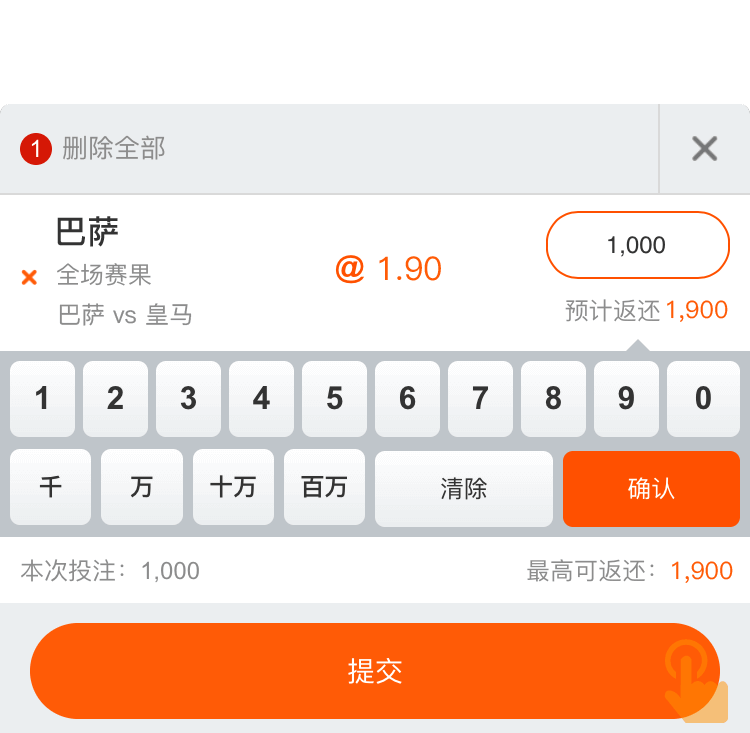 1 删除全部
巴萨
全场赛果
巴萨 vs 皇马
@ 1.90
1,000
预计返还 1,900
1 2 3 4 5 6 7 8 9 0
千 万 十万 百万 清除 确认
本次投注： 1,000 最高可返还： 1,900
提交